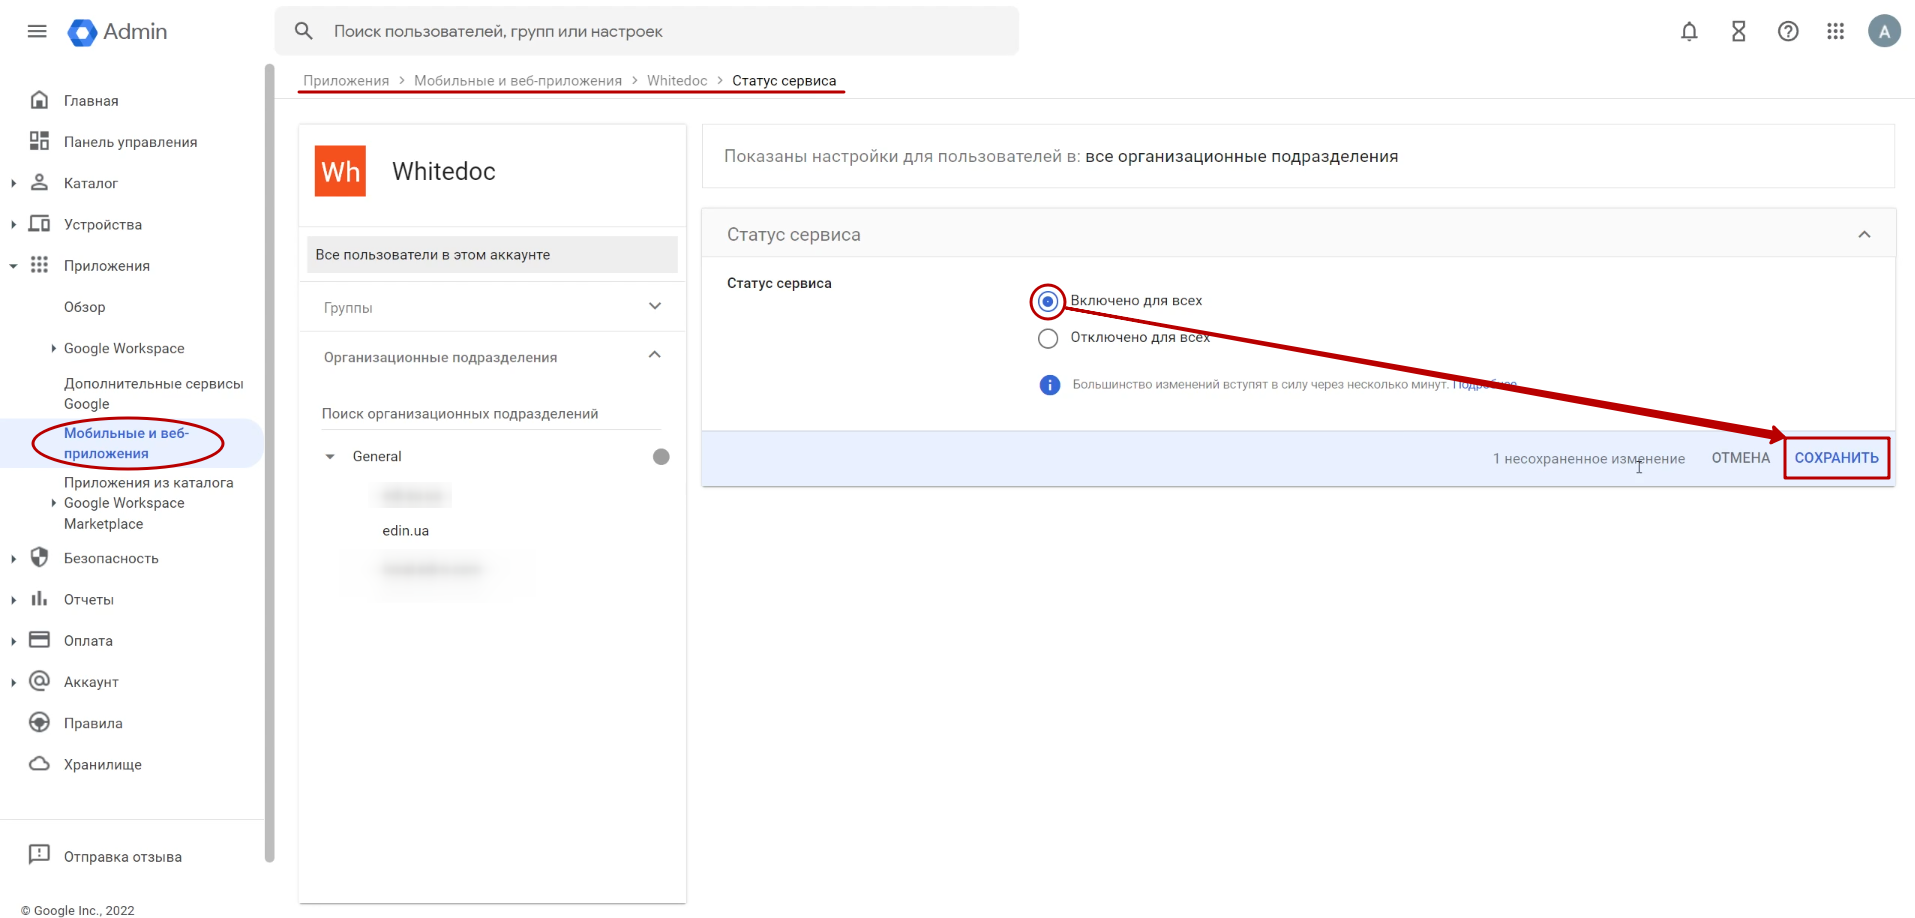 Admin
Поиск пользователей, групп или настроек
A
Приложения > Мобильные и веб-приложения > Whitedoc > Статус сервиса
Главная
Панель управления
Каталог
Устройства
Приложения
Обзор
Google Workspace
Дополнительные сервисы
Google
Мобильные и веб-
приложения
Приложения из каталога
Google Workspace
Marketplace
Безопасность
Отчеты
Оплата
Аккаунт
Правила
Хранилище
Отправка отзыва
© Google Inc., 2022
Wh
Whitedoc
Все пользователи в этом аккаунте
Группы
Организационные подразделения
Поиск организационных подразделений
General
edin.ua
Показаны настройки для пользователей в: все организационные подразделения
Статус сервиса
Статус сервиса
Включено для всех
Отключено для всех
Большинство изменений вступят в силу через несколько минут. Подробнее
1 несохраненное изменение
ОТМЕНА
СОХРАНИТЬ